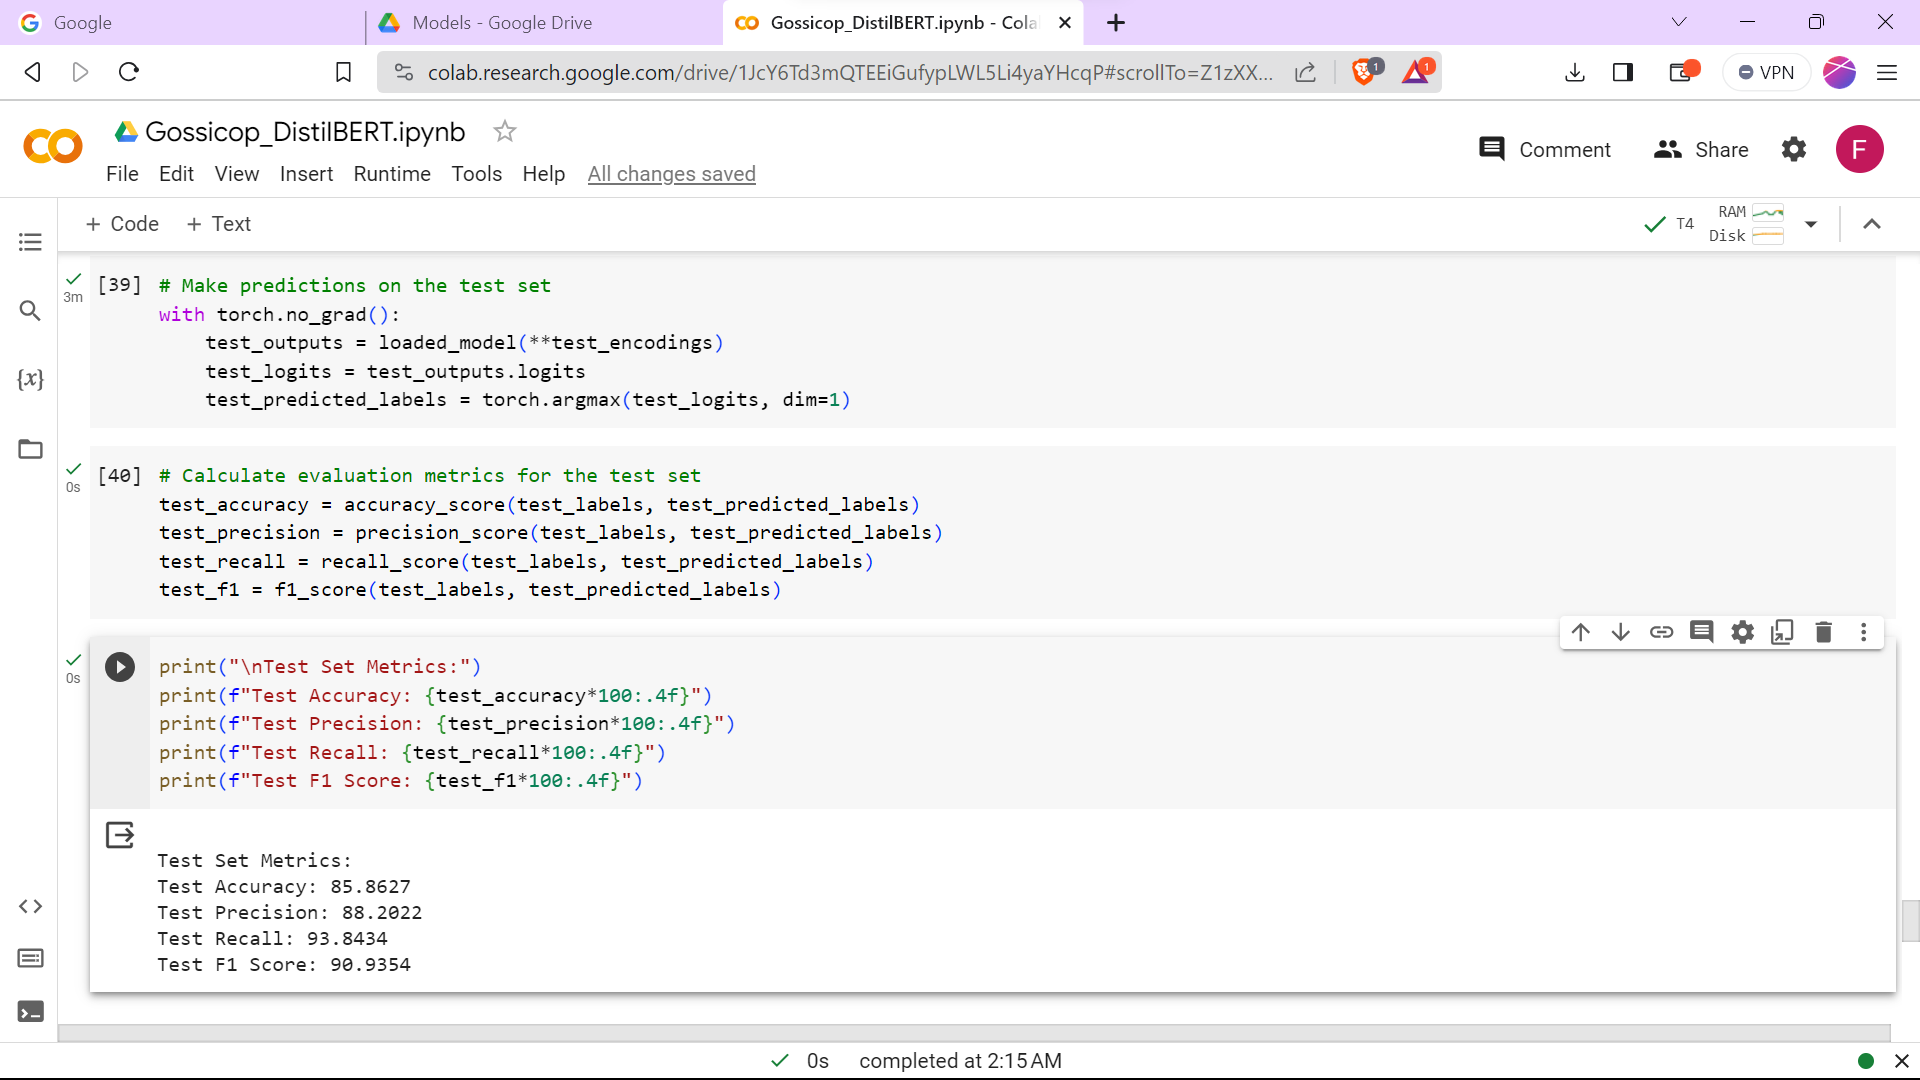 Google
Models - Google Drive
Gossicop_DistilBERT.ipynb - Cola
colab.research.google.com/drive/1JcY6Td3mQTEEiGufypLWL5Li4yaYHcqP#scrollTo=Z1zXX...
1
1
VPN
Gossicop_DistilBERT.ipynb
Comment
Share
F
File Edit View Insert Runtime Tools Help All changes saved
+ Code + Text
T4
RAM
Disk
3m
[39] # Make predictions on the test set
with torch.no_grad():
    test_outputs = loaded_model(**test_encodings)
    test_logits = test_outputs.logits
    test_predicted_labels = torch.argmax(test_logits, dim=1)
0s
[40] # Calculate evaluation metrics for the test set
test_accuracy = accuracy_score(test_labels, test_predicted_labels)
test_precision = precision_score(test_labels, test_predicted_labels)
test_recall = recall_score(test_labels, test_predicted_labels)
test_f1 = f1_score(test_labels, test_predicted_labels)
0s
print("\nTest Set Metrics:")
print(f"Test Accuracy: {test_accuracy*100:.4f}")
print(f"Test Precision: {test_precision*100:.4f}")
print(f"Test Recall: {test_recall*100:.4f}")
print(f"Test F1 Score: {test_f1*100:.4f}")
Test Set Metrics:
Test Accuracy: 85.8627
Test Precision: 88.2022
Test Recall: 93.8434
Test F1 Score: 90.9354
{x}
0s completed at 2:15 AM